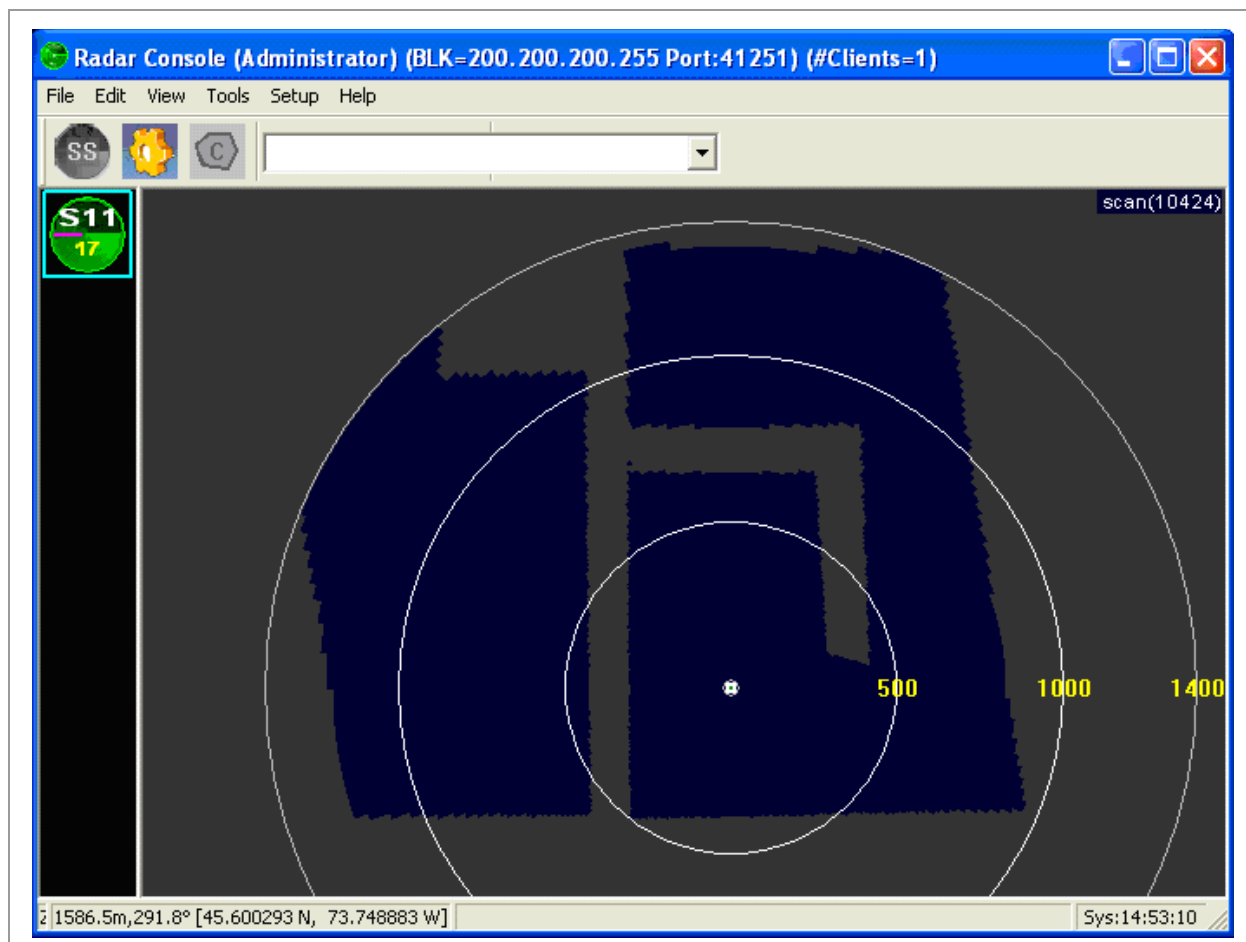 Radar Console (Administrator) (BLK=200.200.200.255 Port:41251) (#Clients=1)
File Edit View Tools Setup Help
SS C
scan(10424)
S11
17
500 1000 1400
1586.5m,291.8° [45.600293 N, 73.748883 W]
Sys:14:53:10